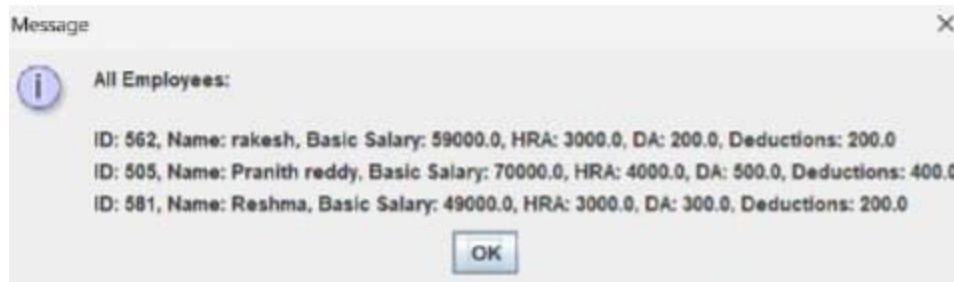 Message
All Employees:
ID: 562, Name: rakesh, Basic Salary: 59000.0, HRA: 3000.0, DA: 200.0, Deductions: 200.0
ID: 505, Name: Pranith reddy, Basic Salary: 70000.0, HRA: 4000.0, DA: 500.0, Deductions: 400.0
ID: 581, Name: Reshma, Basic Salary: 49000.0, HRA: 3000.0, DA: 300.0, Deductions: 200.0
OK